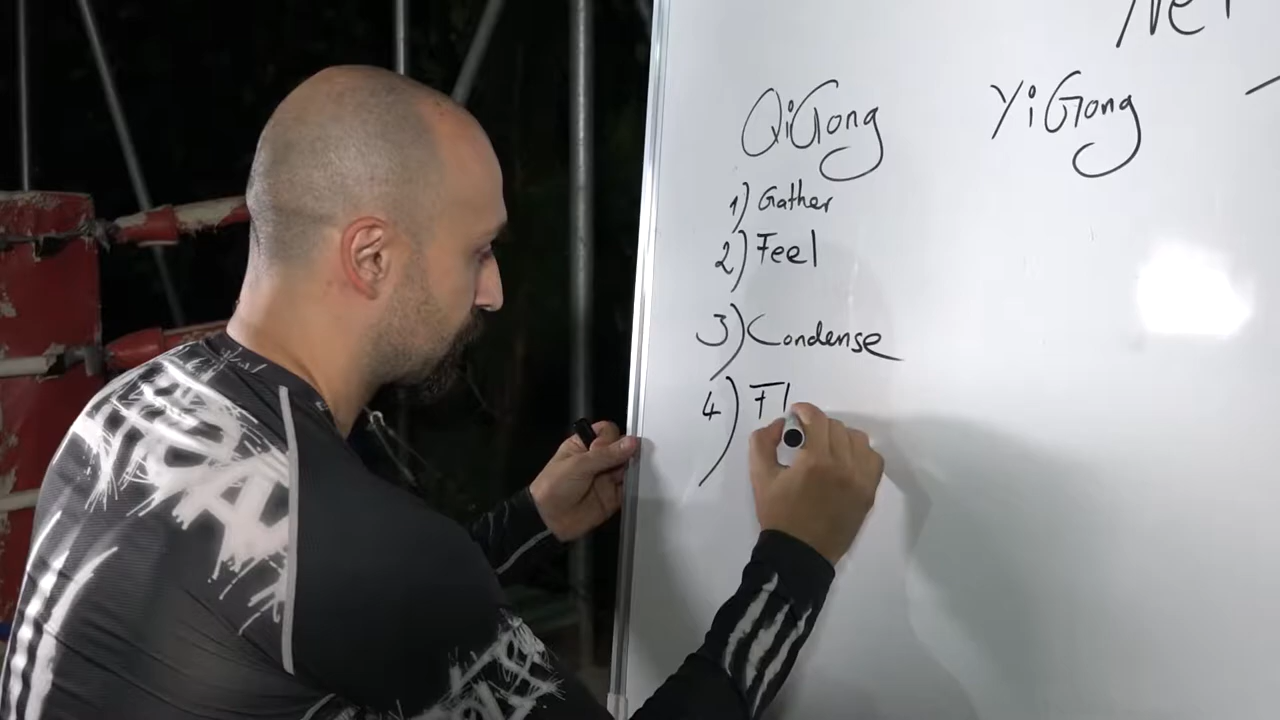 QiGong YiGong
1) Gather
2) Feel
3) Condense
4) Fl